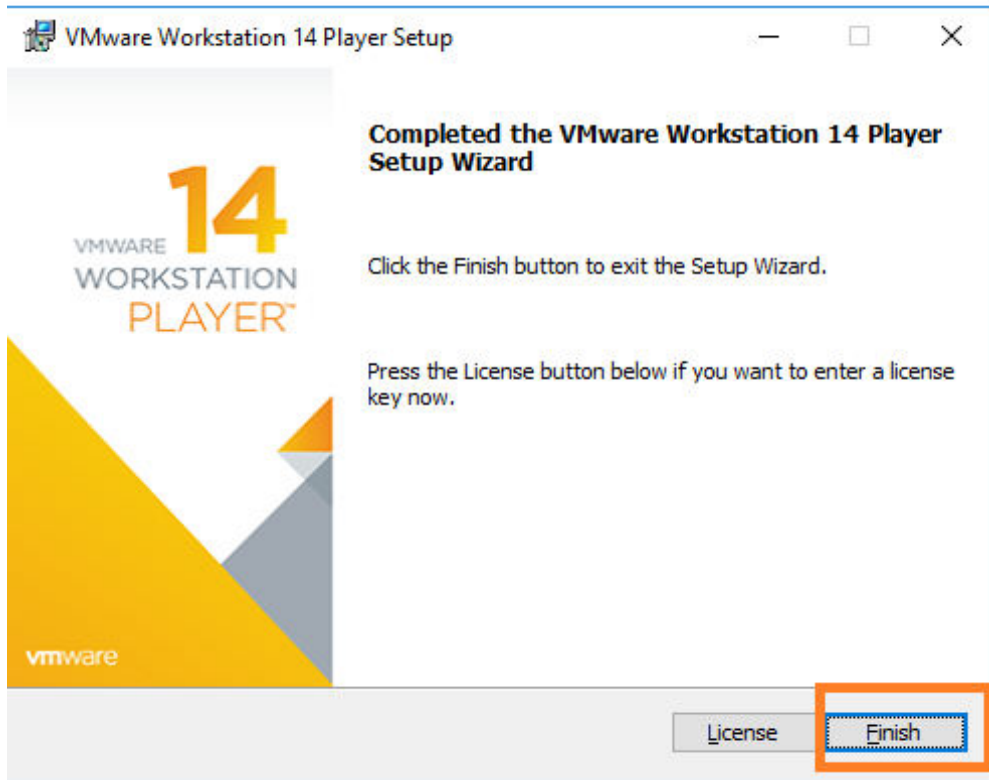 VMware Workstation 14 Player Setup
Completed the VMware Workstation 14 Player
Setup Wizard
14
VMWARE
WORKSTATION
PLAYER™
Click the Finish button to exit the Setup Wizard.
Press the License button below if you want to enter a license
key now.
vmware
License
Finish